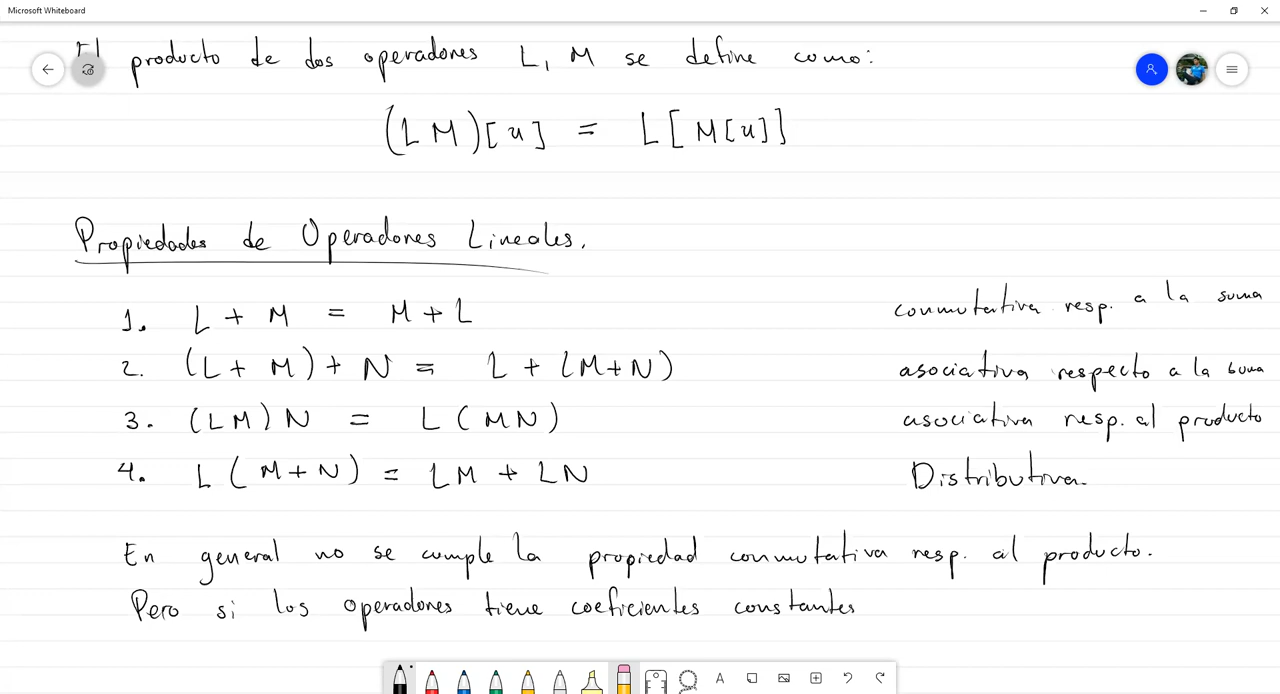 Microsoft Whiteboard
El producto de dos operadores L, M se define como:
(LM)[u] = L[M[u]]
Propiedades de Operadores Lineales.
1. L + M = M + L conmutativa resp. a la suma
2. (L + M) + N = L + (M+N) asociativa respecto a la suma
3. (LM)N = L(MN) asociativa resp. al producto
4. L(M+N) = LM + LN Distributiva.
En general no se cumple la propiedad conmutativa resp. al producto.
Pero si los operadores tiene coeficientes constantes